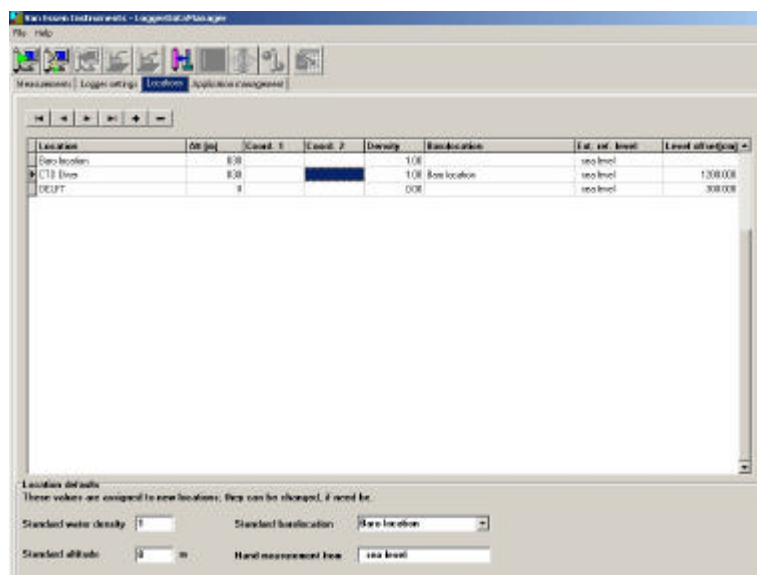 Van Essen Instruments - LoggerDataManager
File Help
Measurements Logger settings Locations Application management
Location Alt [m] Coord. 1 Coord. 2 Density Barolocation Ext. ref. level Level offset[cm]
Baro location 0.00 1.00 sea level
CTD Diver 0.00 1.00 Baro location sea level 1200.000
DELFT 0 0.00 sea level 300.000
Location defaults
These values are assigned to new locations; they can be changed, if need be.
Standard water density 1 Standard barolocation Baro location
Standard altitude 0 m Hand measurement from sea level